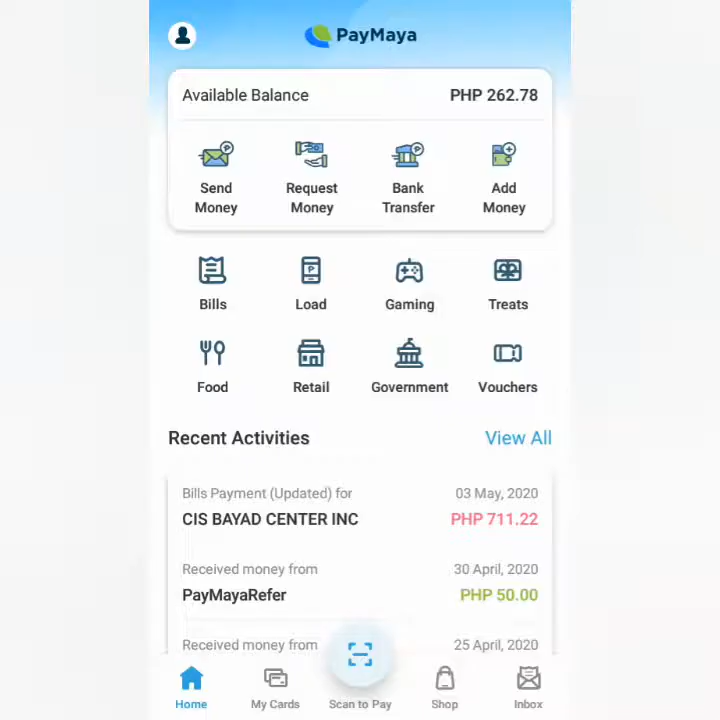 PayMaya
Available Balance PHP 262.78
Send Money Request Money Bank Transfer Add Money
Bills Load Gaming Treats
Food Retail Government Vouchers
Recent Activities View All
Bills Payment (Updated) for 03 May, 2020
CIS BAYAD CENTER INC PHP 711.22
Received money from 30 April, 2020
PayMayaRefer PHP 50.00
Received money from 25 April, 2020
Home My Cards Scan to Pay Shop Inbox